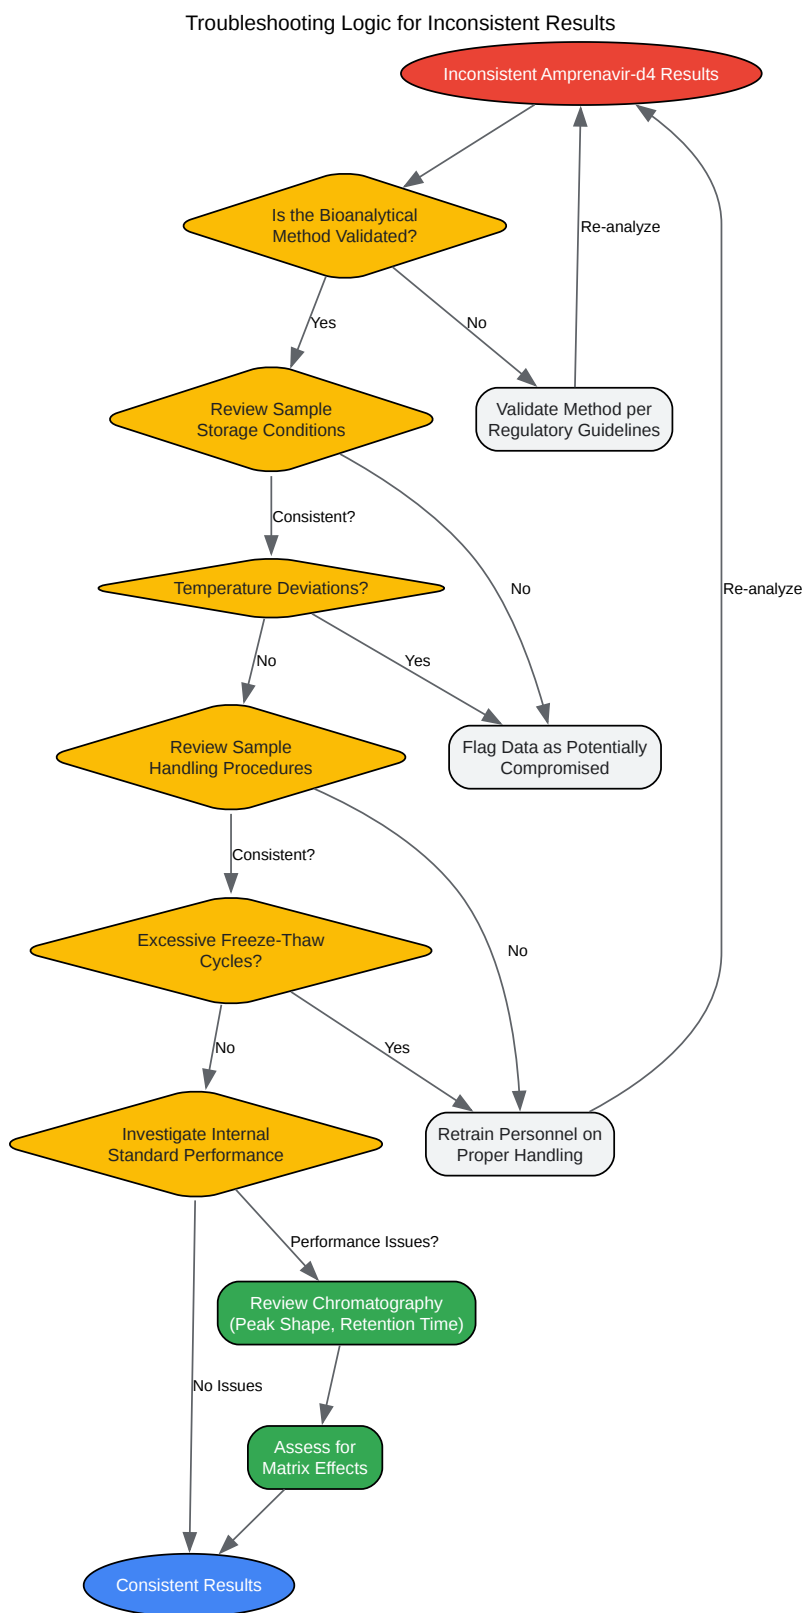 Troubleshooting Logic for Inconsistent Results
Inconsistent Amprenavir-d4 Results
Is the Bioanalytical
Method Validated?
Re-analyze
Yes
No
Review Sample
Storage Conditions
Validate Method per
Regulatory Guidelines
Consistent?
Temperature Deviations?
No
Re-analyze
No
Yes
Review Sample
Handling Procedures
Flag Data as Potentially
Compromised
Consistent?
Excessive Freeze-Thaw
Cycles?
No
No
Yes
Investigate Internal
Standard Performance
Retrain Personnel on
Proper Handling
Performance Issues?
Review Chromatography
(Peak Shape, Retention Time)
No Issues
Assess for
Matrix Effects
Consistent Results